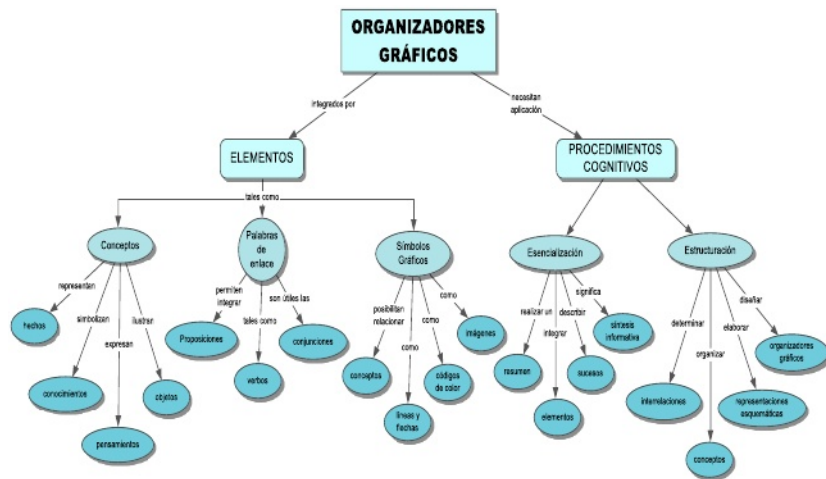 ORGANIZADORES
GRÁFICOS
integrados por
necesitan
aplicación
ELEMENTOS
PROCEDIMIENTOS
COGNITIVOS
tales como
Conceptos
Palabras
de
enlace
Símbolos
Gráficos
Esencialización
Estructuración
representen
simbolizan
expresan
ilustran
hechos
conocimientos
pensamientos
objetos
permiten
integrar
tales como
son útiles las
Proposiciones
verbos
conjunciones
posibilitan
relacionar
como
como
como
conceptos
líneas y
flechas
códigos
de color
imágenes
realizar un
integrar
describir
significa
resumen
elementos
sucesos
síntesis
informativa
determinar
organizar
elaborar
diseñar
interrelaciones
conceptos
representaciones
esquemáticas
organizadores
gráficos